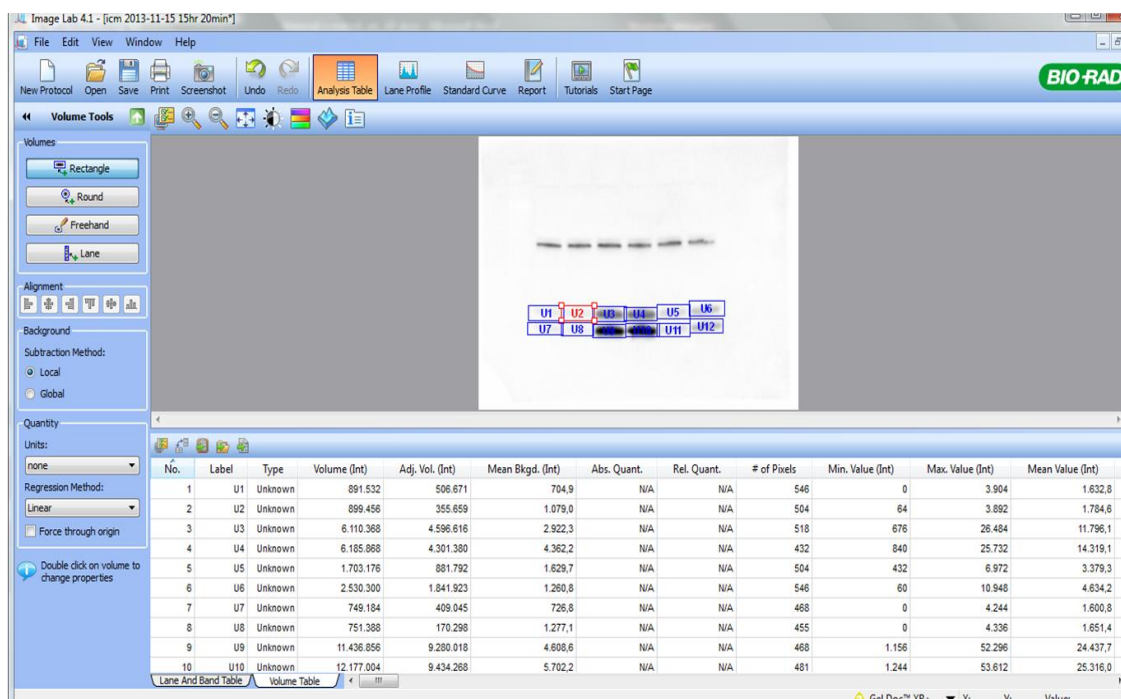 Image Lab 4.1 - [icm 2013-11-15 15hr 20min*]
File Edit View Window Help
New Protocol Open Save Print Screenshot Undo Redo Analysis Table Lane Profile Standard Curve Report Tutorials Start Page
BIO-RAD
Volume Tools
Volumes
Rectangle
Round
Freehand
Lane
Alignment
Background
Subtraction Method:
Local
Global
Quantity
Units:
none
Regression Method:
Linear
Force through origin
Double click on volume to
change properties
U1 U2 U3 U4 U5 U6
U7 U8 U11 U12
No. Label Type Volume (Int) Adj. Vol. (Int) Mean Bkgd. (Int) Abs. Quant. Rel. Quant. # of Pixels Min. Value (Int) Max. Value (Int) Mean Value (Int)
1 U1 Unknown 891.532 506.671 704,9 N/A N/A 546 0 3.904 1.632,8
2 U2 Unknown 899.456 355.659 1.079,0 N/A N/A 504 64 3.892 1.784,6
3 U3 Unknown 6.110.368 4.596.616 2.922,3 N/A N/A 518 676 26.484 11.796,1
4 U4 Unknown 6.185.868 4.301.380 4.362,2 N/A N/A 432 840 25.732 14.319,1
5 U5 Unknown 1.703.176 881.792 1.629,7 N/A N/A 504 432 6.972 3.379,3
6 U6 Unknown 2.530.300 1.841.923 1.260,8 N/A N/A 546 60 10.948 4.634,2
7 U7 Unknown 749.184 409.045 726,8 N/A N/A 468 0 4.244 1.600,8
8 U8 Unknown 751.388 170.298 1.277,1 N/A N/A 455 0 4.336 1.651,4
9 U9 Unknown 11.436.856 9.280.018 4.608,6 N/A N/A 468 1.156 52.296 24.437,7
10 U10 Unknown 12.177.004 9.434.268 5.702,2 N/A N/A 481 1.244 53.612 25.316,0
Lane And Band Table Volume Table